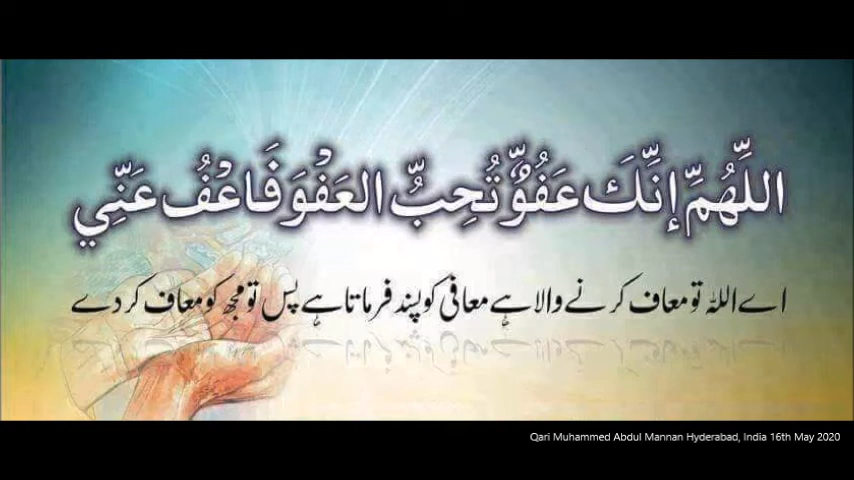 اللَّهُمَّ إِنَّكَ عَفُوٌّ تُحِبُّ العَفْوَ فَاعْفُ عَنِّي
اے اللہ تو معاف کرنے والا ہے معافی کو پسند فرماتا ہے پس تو مجھ کو معاف کر دے
Qari Muhammed Abdul Mannan Hyderabad, India 16th May 2020